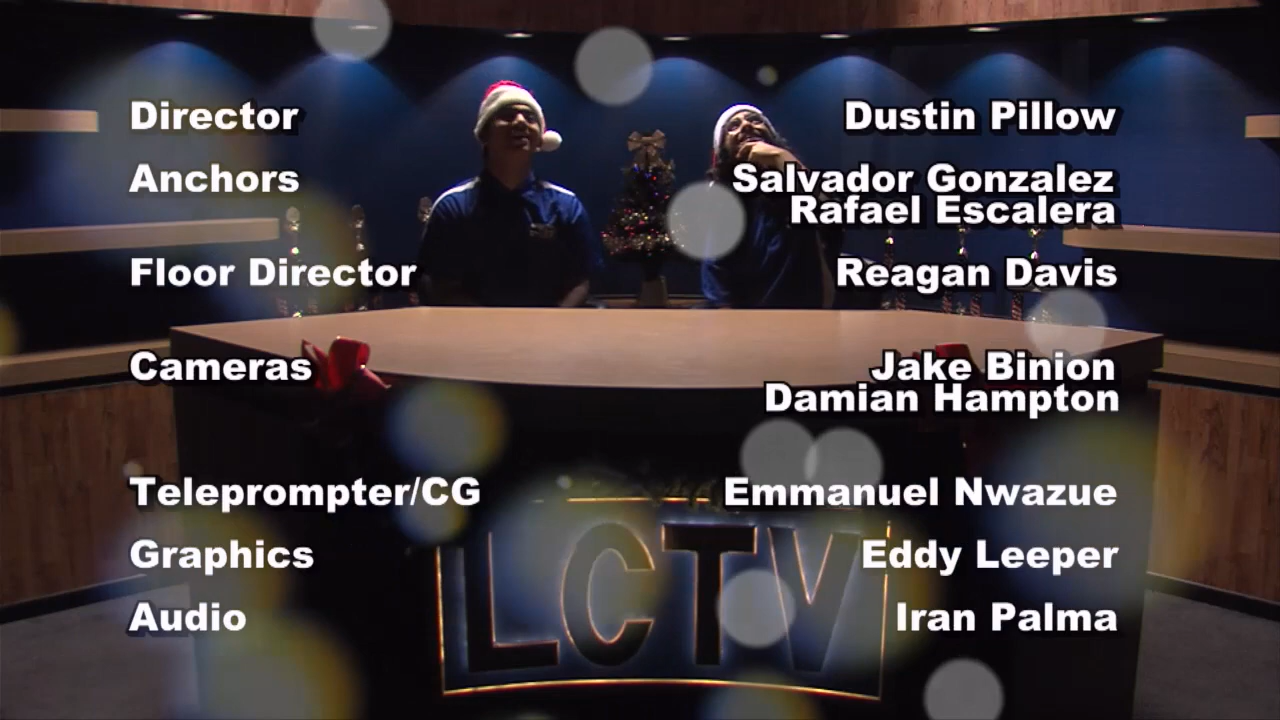 Director Dustin Pillow
Anchors Salvador Gonzalez
Rafael Escalera
Floor Director Reagan Davis
Cameras Jake Binion
Damian Hampton
Teleprompter/CG Emmanuel Nwazue
Graphics Eddy Leeper
Audio Iran Palma
LCTV